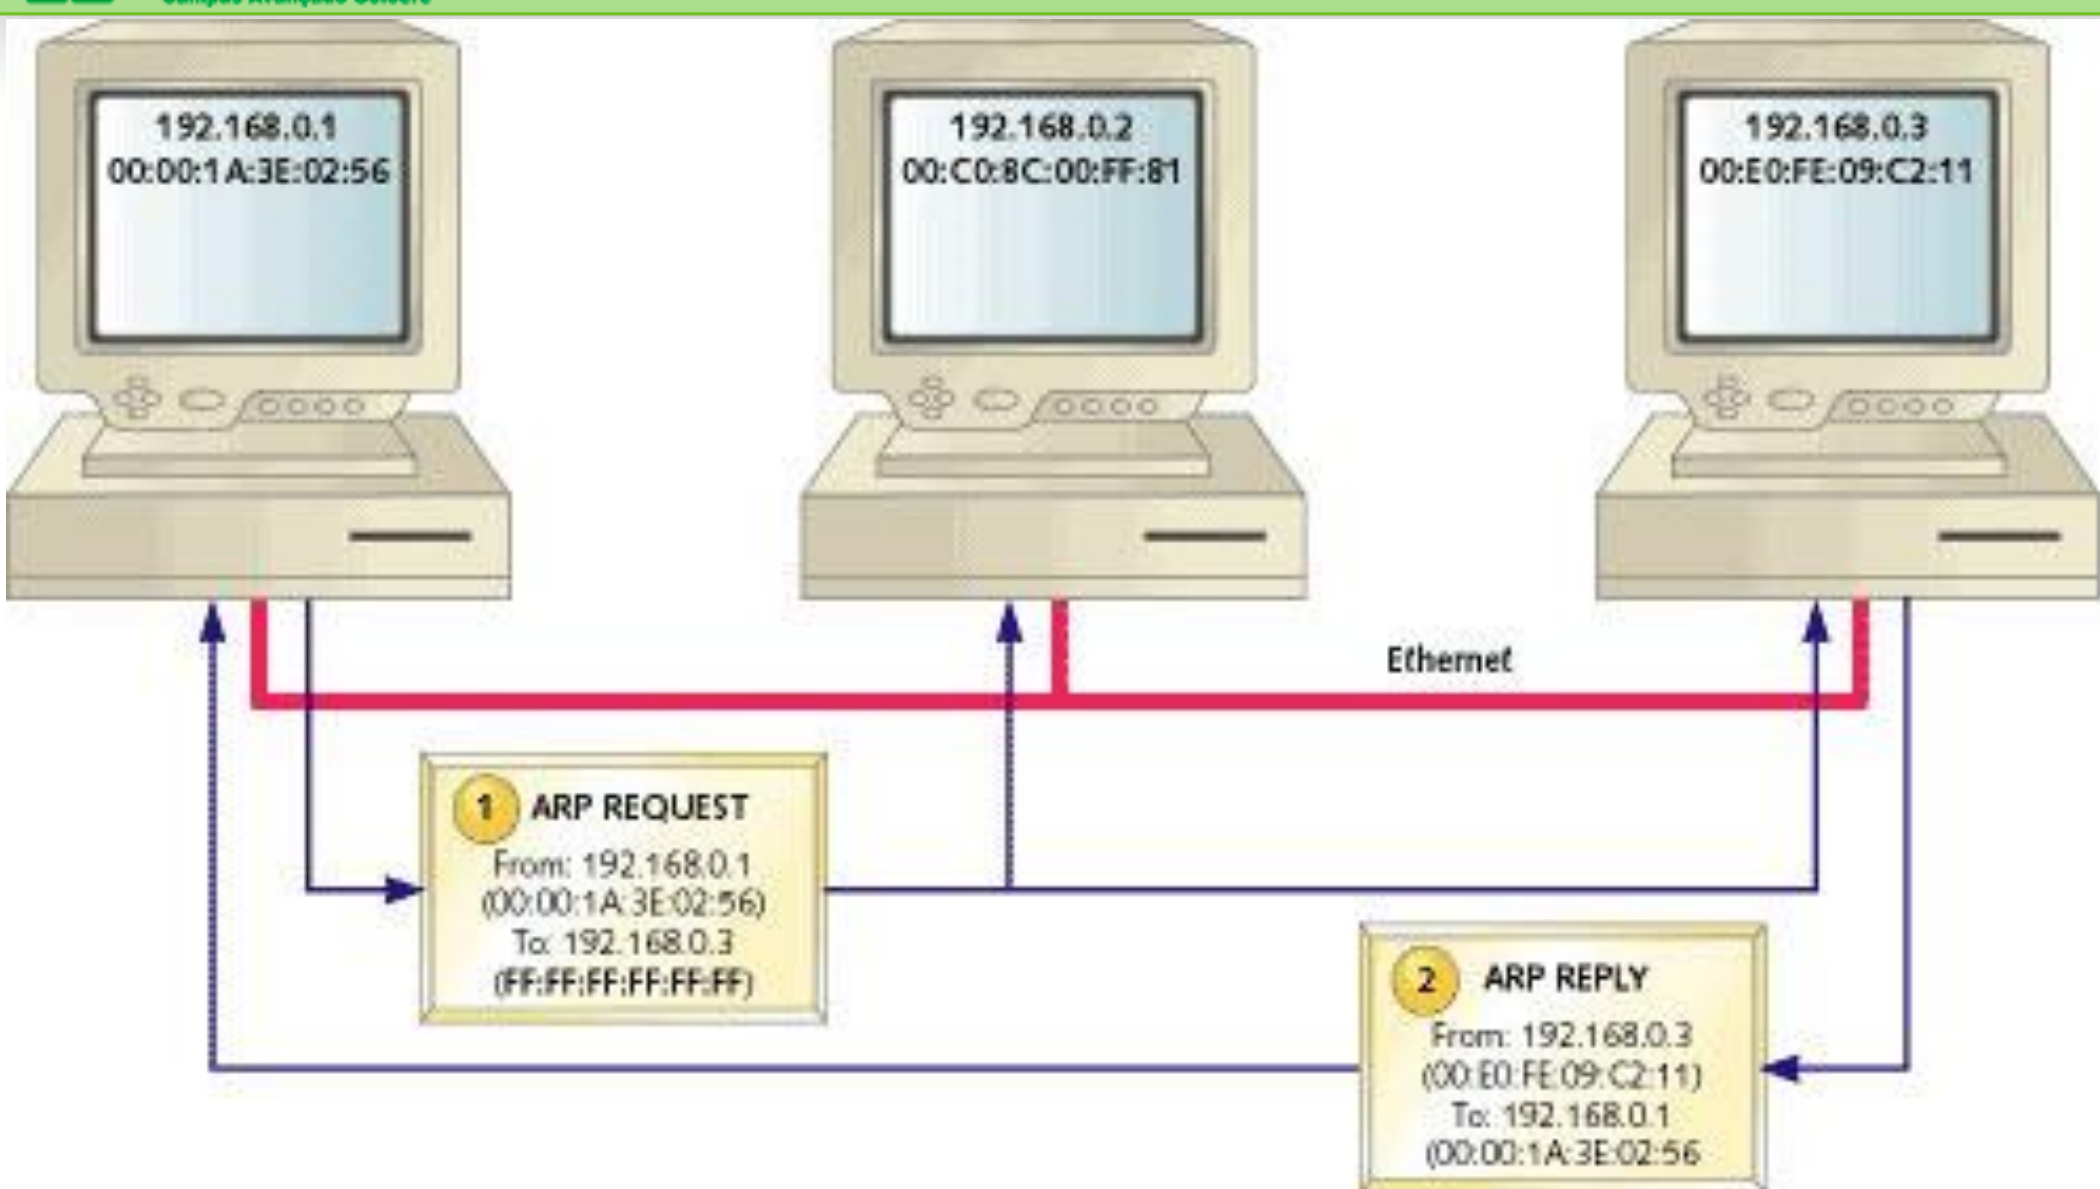 192.168.0.1
00:00:1A:3E:02:56
192.168.0.2
00:C0:8C:00:FF:81
192.168.0.3
00:E0:FE:09:C2:11
Ethernet
1 ARP REQUEST
From: 192.168.0.1
(00:00:1A:3E:02:56)
To: 192.168.0.3
(FF:FF:FF:FF:FF:FF)
2 ARP REPLY
From: 192.168.0.3
(00:E0:FE:09:C2:11)
To: 192.168.0.1
(00:00:1A:3E:02:56